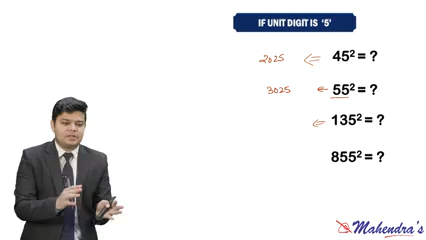 IF UNIT DIGIT IS '5'
2025 ⇐ 45² = ?
3025 ← 55² = ?
⇐ 135² = ?
855² = ?
Mahendra's